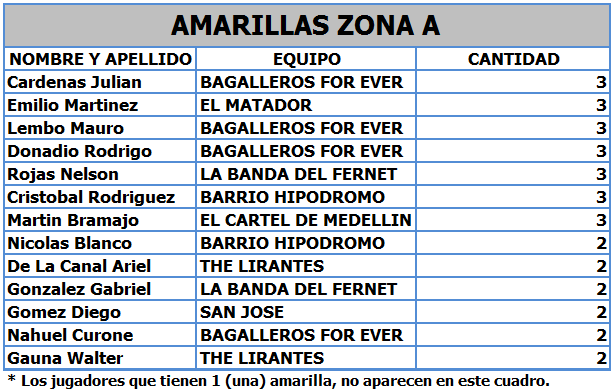 AMARILLAS ZONA A
NOMBRE Y APELLIDO EQUIPO CANTIDAD
Cardenas Julian BAGALLEROS FOR EVER 3
Emilio Martinez EL MATADOR 3
Lembo Mauro BAGALLEROS FOR EVER 3
Donadio Rodrigo BAGALLEROS FOR EVER 3
Rojas Nelson LA BANDA DEL FERNET 3
Cristobal Rodriguez BARRIO HIPODROMO 3
Martin Bramajo EL CARTEL DE MEDELLIN 3
Nicolas Blanco BARRIO HIPODROMO 2
De La Canal Ariel THE LIRANTES 2
Gonzalez Gabriel LA BANDA DEL FERNET 2
Gomez Diego SAN JOSE 2
Nahuel Curone BAGALLEROS FOR EVER 2
Gauna Walter THE LIRANTES 2
* Los jugadores que tienen 1 (una) amarilla, no aparecen en este cuadro.